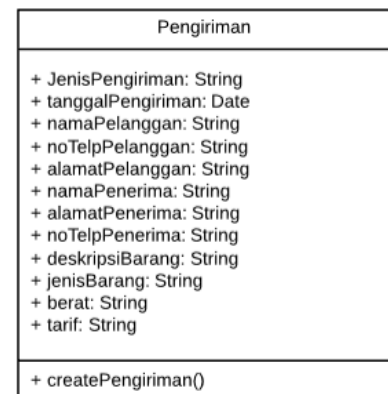 Pengiriman
+ JenisPengiriman: String
+ tanggalPengiriman: Date
+ namaPelanggan: String
+ noTelpPelanggan: String
+ alamatPelanggan: String
+ namaPenerima: String
+ alamatPenerima: String
+ noTelpPenerima: String
+ deskripsiBarang: String
+ jenisBarang: String
+ berat: String
+ tarif: String
+ createPengiriman()